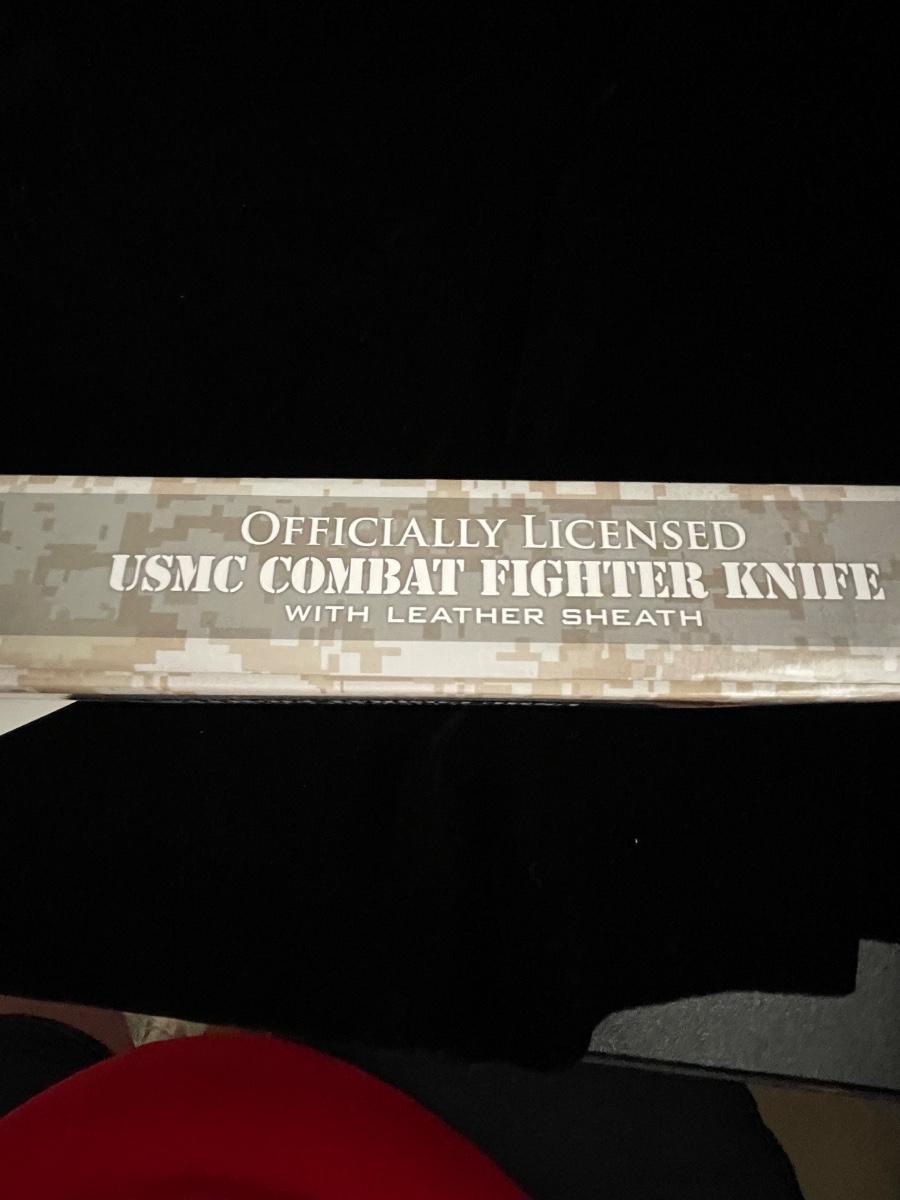 Officially Licensed
USMC COMBAT FIGHTER KNIFE
WITH LEATHER SHEATH